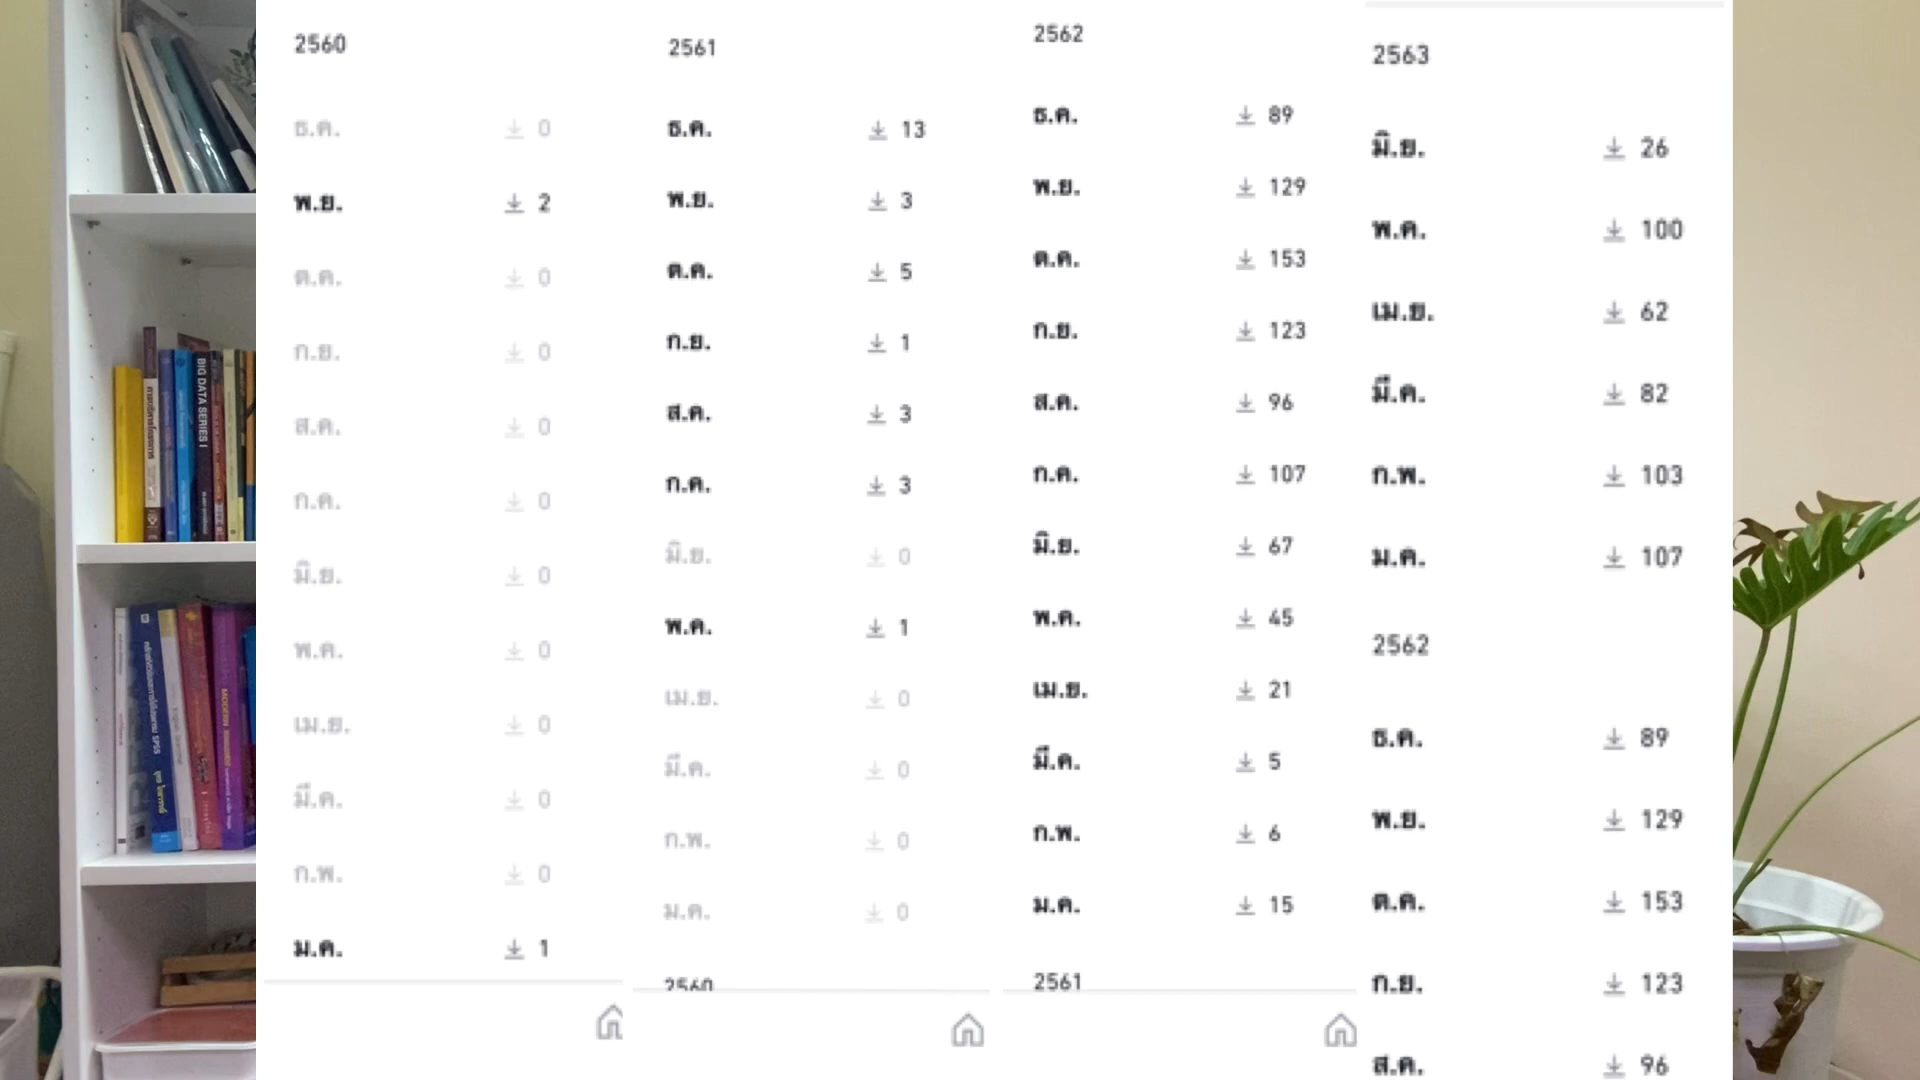 2560
ธ.ค. 0
พ.ย. 2
ต.ค. 0
ก.ย. 0
ส.ค. 0
ก.ค. 0
มิ.ย. 0
พ.ค. 0
เม.ย. 0
มี.ค. 0
ก.พ. 0
ม.ค. 1
2561
ธ.ค. 13
พ.ย. 3
ต.ค. 5
ก.ย. 1
ส.ค. 3
ก.ค. 3
มิ.ย. 0
พ.ค. 1
เม.ย. 0
มี.ค. 0
ก.พ. 0
ม.ค. 0
2560
2562
ธ.ค. 89
พ.ย. 129
ต.ค. 153
ก.ย. 123
ส.ค. 96
ก.ค. 107
มิ.ย. 67
พ.ค. 45
เม.ย. 21
มี.ค. 5
ก.พ. 6
ม.ค. 15
2561
2563
มิ.ย. 26
พ.ค. 100
เม.ย. 62
มี.ค. 82
ก.พ. 103
ม.ค. 107
2562
ธ.ค. 89
พ.ย. 129
ต.ค. 153
ก.ย. 123
ส.ค. 96
BIG DATA SERIES I
SPSS
MODERN